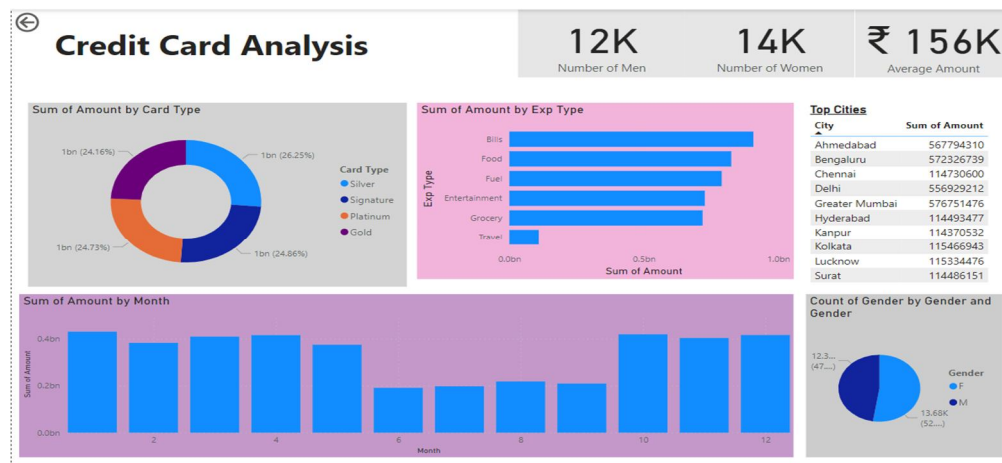 Credit Card Analysis
12K
Number of Men
14K
Number of Women
₹ 156K
Average Amount
Sum of Amount by Card Type
1bn (24.16%)
1bn (26.25%)
1bn (24.73%)
1bn (24.86%)
Card Type
Silver
Signature
Platinum
Gold
Sum of Amount by Exp Type
Exp Type
Bills
Food
Fuel
Entertainment
Grocery
Travel
0.0bn 0.5bn 1.0bn
Sum of Amount
Top Cities
City Sum of Amount
Ahmedabad 567794310
Bengaluru 572326739
Chennai 114730600
Delhi 556929212
Greater Mumbai 576751476
Hyderabad 114493477
Kanpur 114370532
Kolkata 115466943
Lucknow 115334476
Surat 114486151
Sum of Amount by Month
Sum of Amount
0.4bn
0.2bn
0.0bn
2 4 6 8 10 12
Month
Count of Gender by Gender and
Gender
12.3...
(47....)
13.68K
(52....)
Gender
F
M